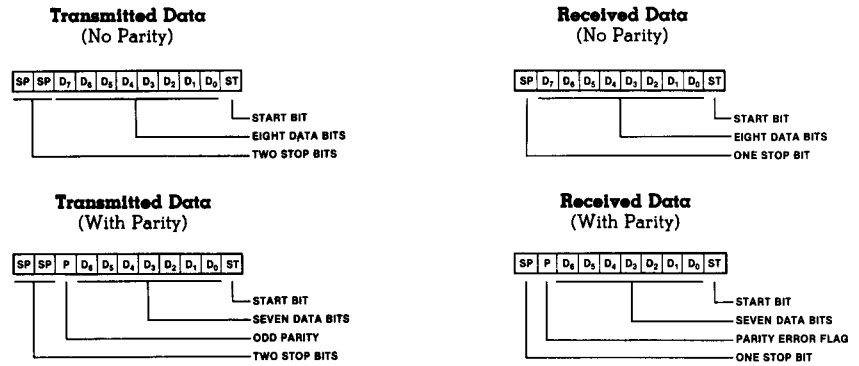 Transmitted Data
(No Parity)
SP SP D7 D6 D5 D4 D3 D2 D1 D0 ST
START BIT
EIGHT DATA BITS
TWO STOP BITS
Received Data
(No Parity)
SP D7 D6 D5 D4 D3 D2 D1 D0 ST
START BIT
EIGHT DATA BITS
ONE STOP BIT
Transmitted Data
(With Parity)
SP SP P D6 D5 D4 D3 D2 D1 D0 ST
START BIT
SEVEN DATA BITS
ODD PARITY
TWO STOP BITS
Received Data
(With Parity)
SP P D6 D5 D4 D3 D2 D1 D0 ST
START BIT
SEVEN DATA BITS
PARITY ERROR FLAG
ONE STOP BIT